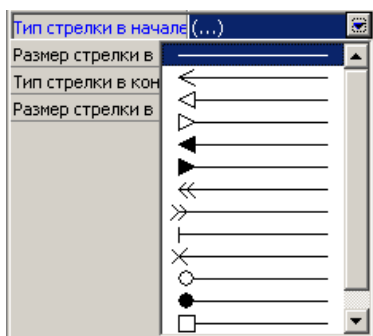 Тип стрелки в начале (...)
Размер стрелки в
Тип стрелки в кон
Размер стрелки в